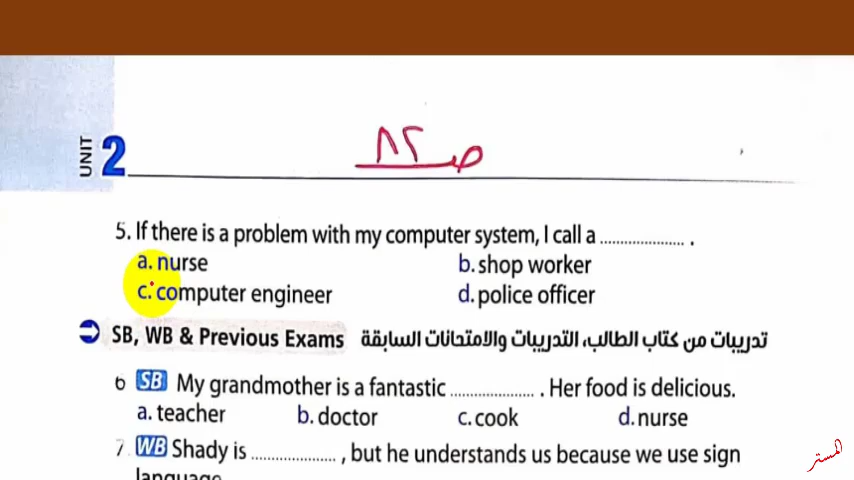 UNIT 2
ص ٨٢
5. If there is a problem with my computer system, I call a ..................... .
a. nurse b. shop worker
c. computer engineer d. police officer
SB, WB & Previous Exams تدريبات من كتاب الطالب، التدريبات والامتحانات السابقة
6 SB My grandmother is a fantastic ..................... . Her food is delicious.
a. teacher b. doctor c. cook d. nurse
7 WB Shady is ..................... , but he understands us because we use sign
language.
المستر